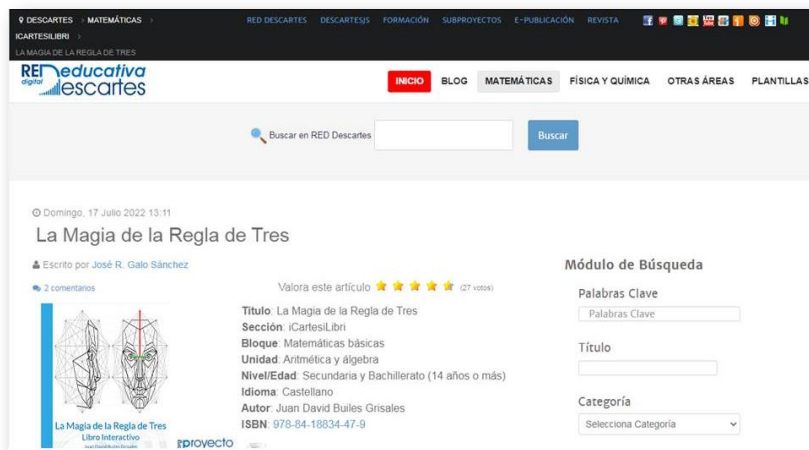 DESCARTES MATEMÁTICAS
ICARTESILIBRI
LA MAGIA DE LA REGLA DE TRES
RED DESCARTES DESCARTESJS FORMACIÓN SUBPROYECTOS E-PUBLICACIÓN REVISTA
RED educativa
digital escartes
INICIO BLOG MATEMÁTICAS FÍSICA Y QUÍMICA OTRAS ÁREAS PLANTILLAS
Buscar en RED Descartes Buscar
Domingo, 17 Julio 2022 13:11
La Magia de la Regla de Tres
Escrito por José R. Galo Sánchez
2 comentarios
Valora este artículo (27 votos)
Título: La Magia de la Regla de Tres
Sección: iCartesiLibri
Bloque: Matemáticas básicas
Unidad: Aritmética y álgebra
Nivel/Edad: Secundaria y Bachillerato (14 años o más)
Idioma: Castellano
Autor: Juan David Builes Grisales
ISBN: 978-84-18834-47-9
La Magia de la Regla de Tres
Libro Interactivo
Juan David Builes Grisales
proyecto
Módulo de Búsqueda
Palabras Clave
Palabras Clave
Título
Categoría
Selecciona Categoría